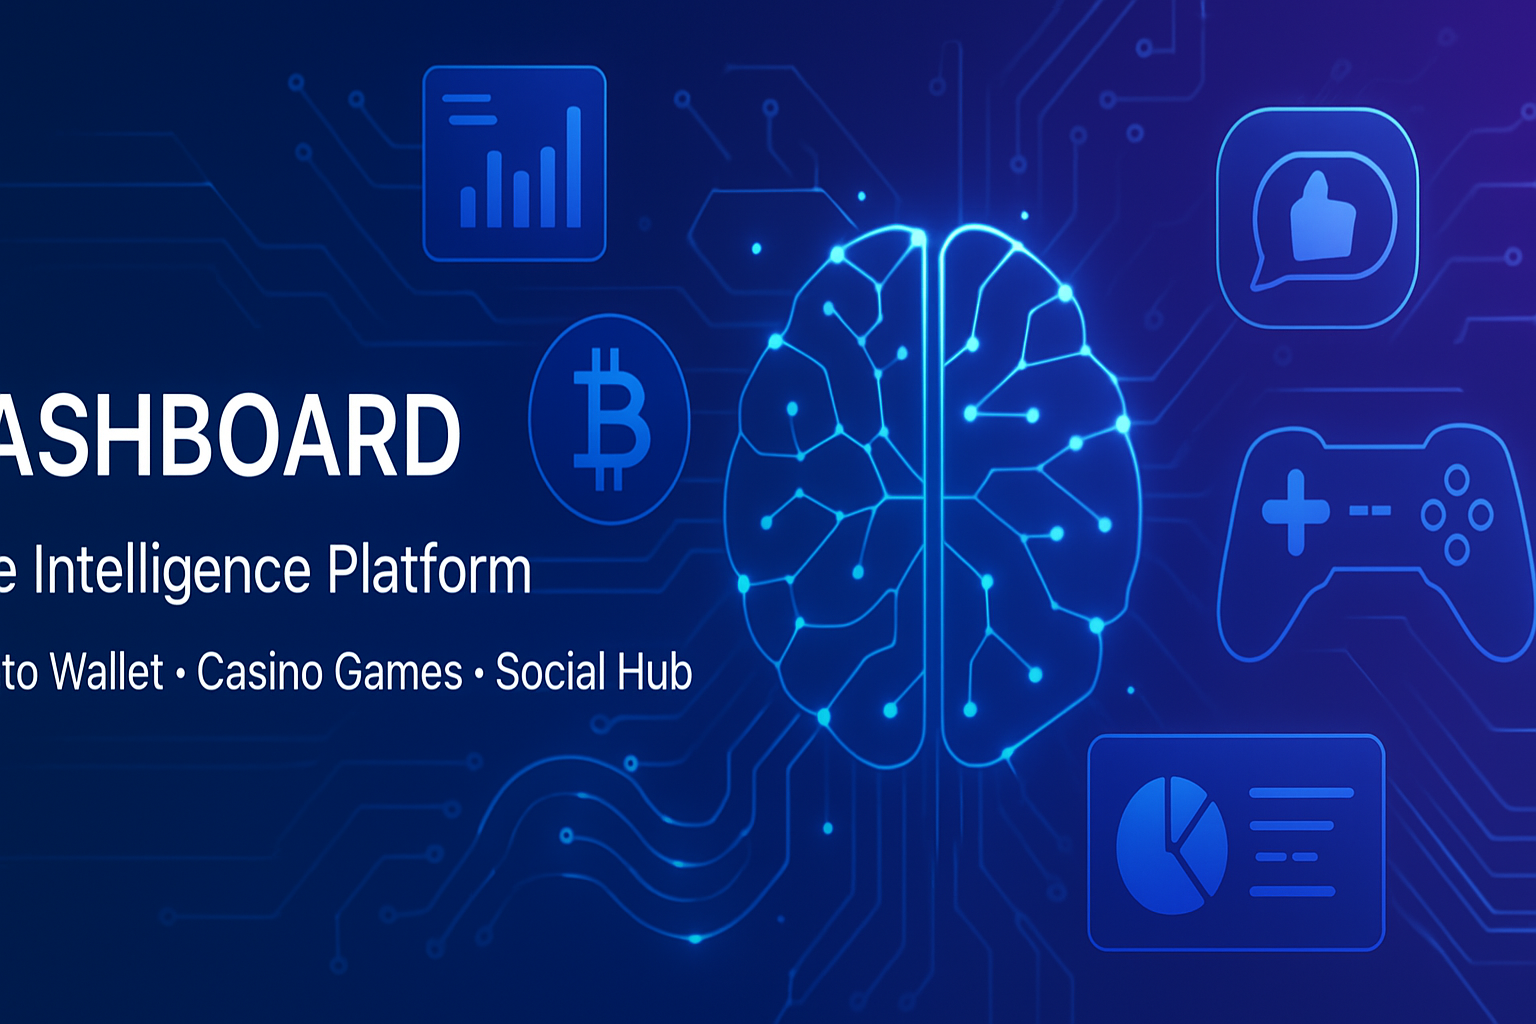 ASHBOARD
e Intelligence Platform
to Wallet • Casino Games • Social Hub